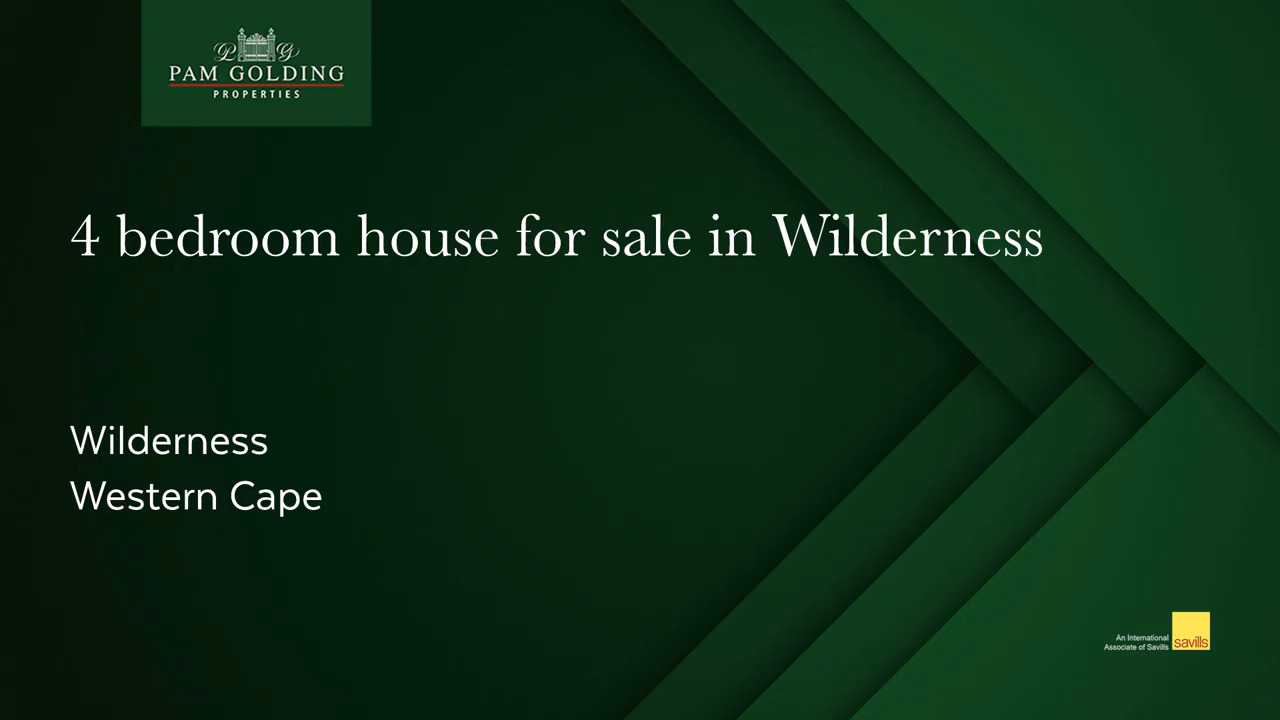 P G
PAM GOLDING
PROPERTIES
4 bedroom house for sale in Wilderness
Wilderness
Western Cape
An International
Associate of Savills
savills